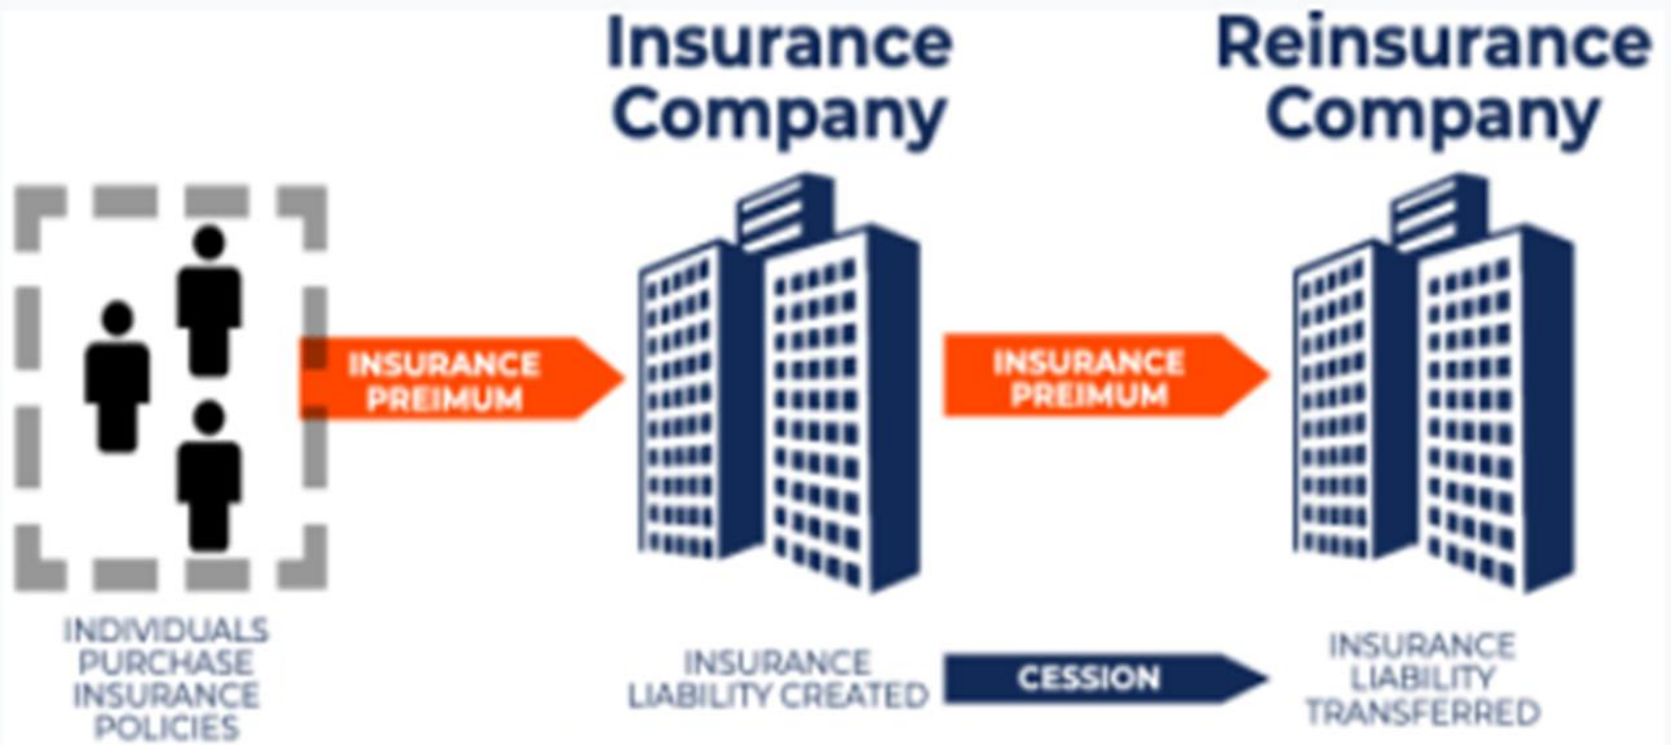 Insurance
Company
Reinsurance
Company
INSURANCE
PREIMUM
INSURANCE
PREIMUM
INDIVIDUALS
PURCHASE
INSURANCE
POLICIES
INSURANCE
LIABILITY CREATED
CESSION
INSURANCE
LIABILITY
TRANSFERRED